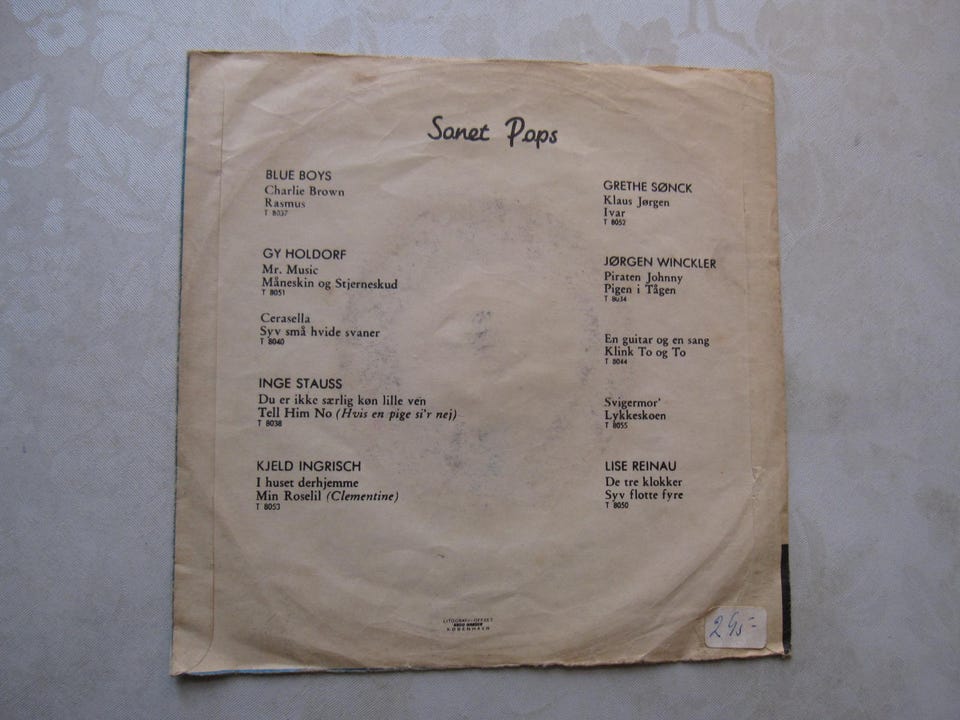 Sonet Pops
BLUE BOYS
Charlie Brown
Rasmus
T 8037
GY HOLDORF
Mr. Music
Måneskin og Stjerneskud
T 8051
Cerasella
Syv små hvide svaner
T 8040
INGE STAUSS
Du er ikke særlig køn lille ven
Tell Him No (Hvis en pige si'r nej)
T 8038
KJELD INGRISCH
I huset derhjemme
Min Roselil (Clementine)
T 8053
GRETHE SØNCK
Klaus Jørgen
Ivar
T 8052
JØRGEN WINCKLER
Piraten Johnny
Pigen i Tågen
T 8034
En guitar og en sang
Klink To og To
T 8044
Svigermor'
Lykkeskoen
T 8055
LISE REINAU
De tre klokker
Syv flotte fyre
T 8050
LITOGRAFI-OFFSET
KØBENHAVN
295-